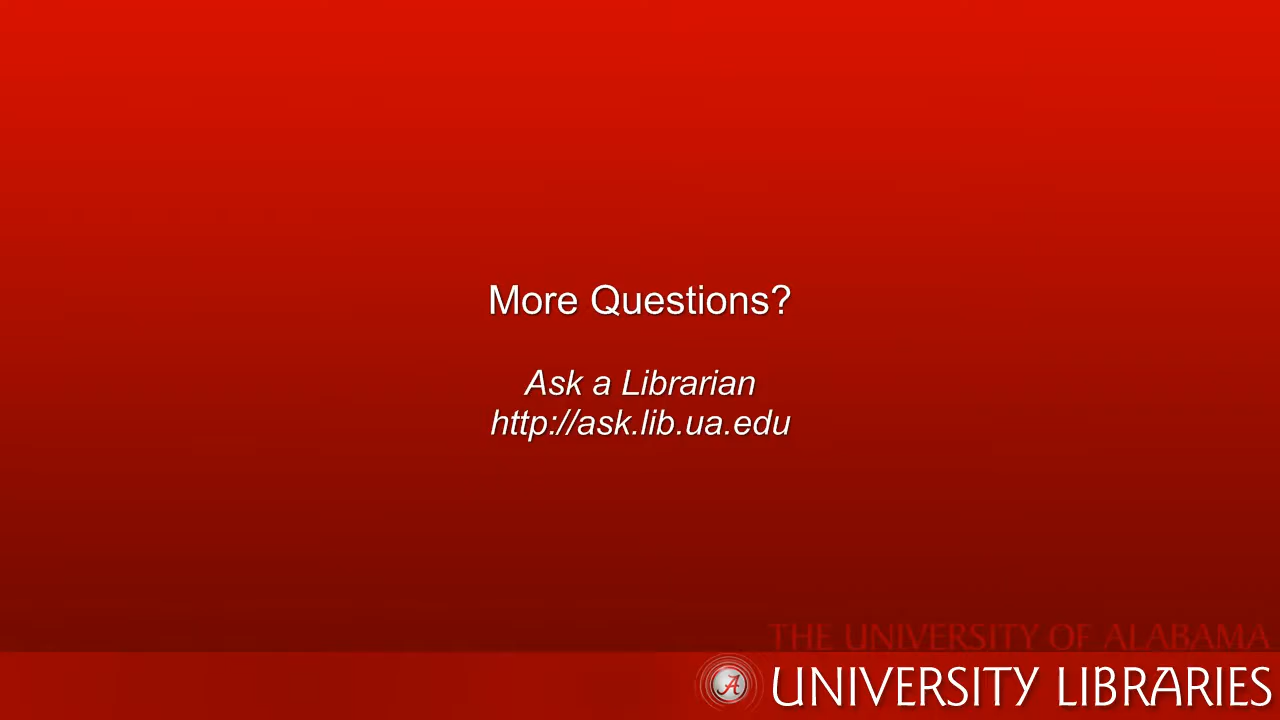 More Questions?
Ask a Librarian
http://ask.lib.ua.edu
THE UNIVERSITY OF ALABAMA
A UNIVERSITY LIBRARIES